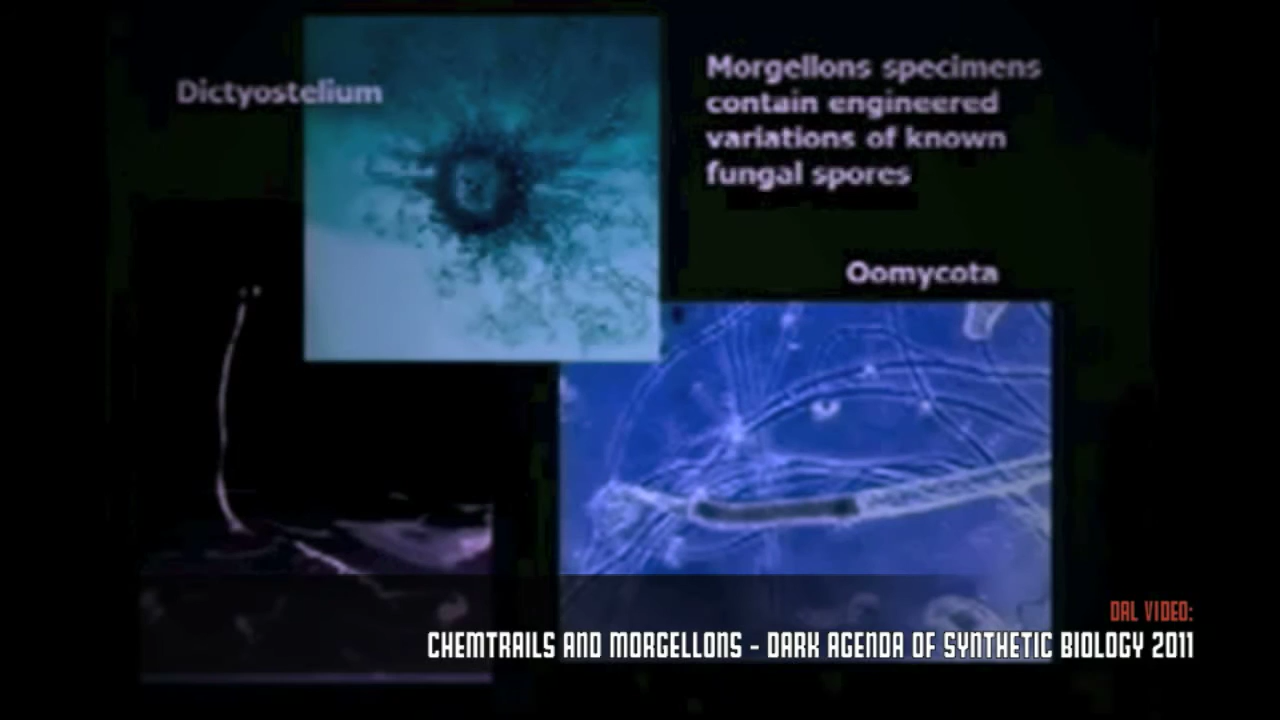 Dictyostelium
Morgellons specimens
contain engineered
variations of known
fungal spores
Oomycota
DAL VIDEO:
CHEMTRAILS AND MORGELLONS - DARK AGENDA OF SYNTHETIC BIOLOGY 2011